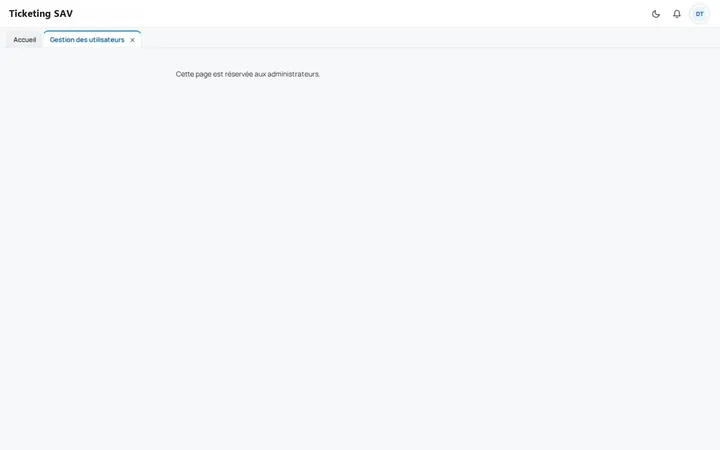 Ticketing SAV
DT
Accueil
Gestion des utilisateurs ×
Cette page est réservée aux administrateurs.